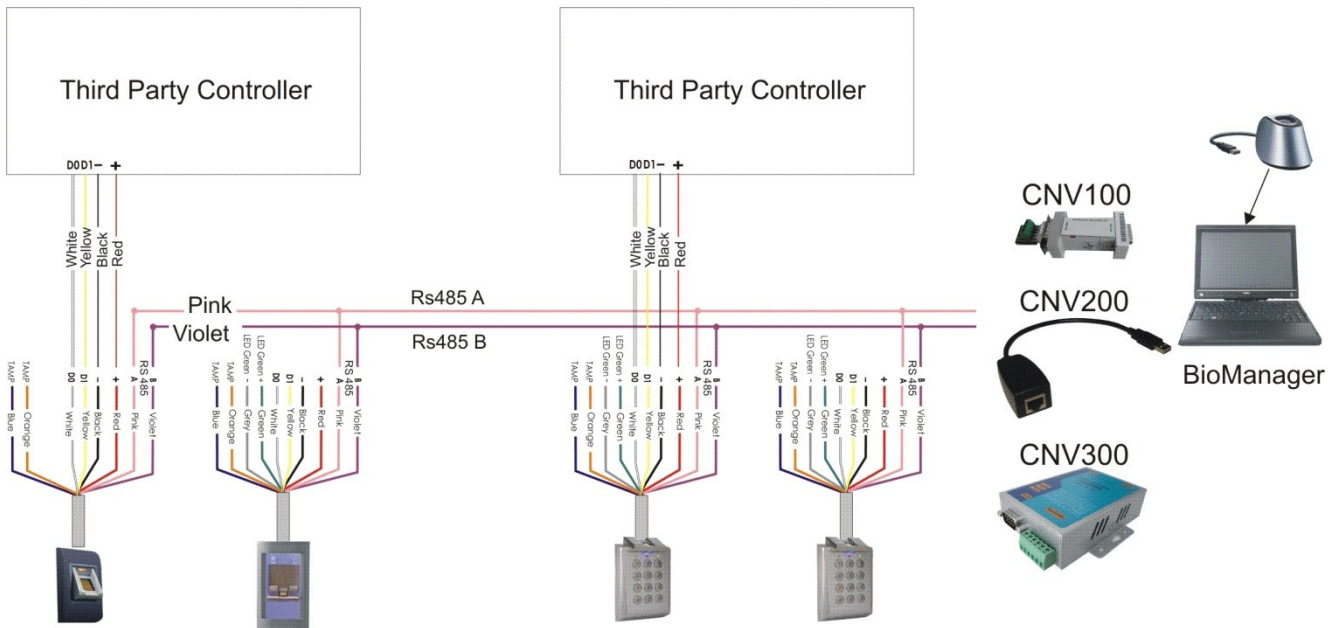 Third Party Controller
Third Party Controller
D0 D1 - +
D0 D1 - +
White
Yellow
Black
Red
White
Yellow
Black
Red
CNV100
Pink
Rs485 A
Violet
Rs485 B
CNV200
BioManager
TAMP
D0
D1
-
+
A
RS 485
B
Blue
Orange
White
Yellow
Black
Red
Pink
Violet
TAMP
LED Green -
LED Green +
D0
D1
-
+
A
RS 485
B
Blue
Orange
Grey
Green
White
Yellow
Black
Red
Pink
Violet
TAMP
LED Green -
LED Green +
D0
D1
-
+
A
RS 485
B
Blue
Orange
Grey
Green
White
Yellow
Black
Red
Pink
Violet
TAMP
LED Green -
LED Green +
D0
D1
-
+
A
RS 485
B
Blue
Orange
Grey
Green
White
Yellow
Black
Red
Pink
Violet
CNV300